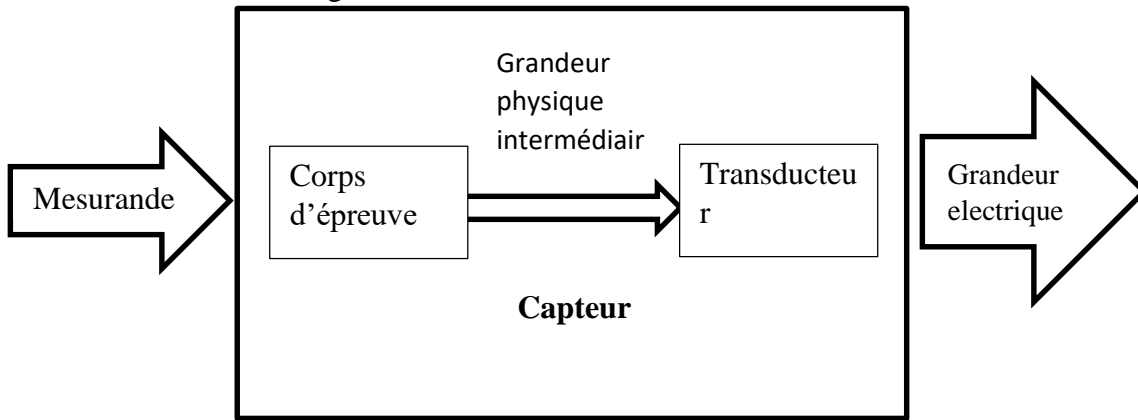 Grandeur
physique
intermédiair
Mesurande
Corps
d'épreuve
Transducteu
r
Grandeur
electrique
Capteur